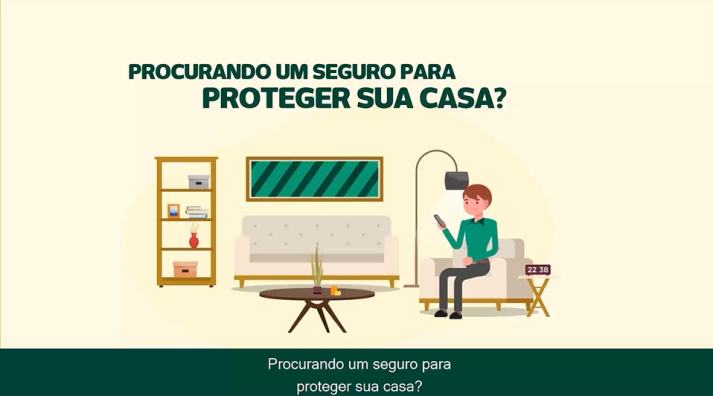 PROCURANDO UM SEGURO PARA
PROTEGER SUA CASA?
22 38
Procurando um seguro para
proteger sua casa?